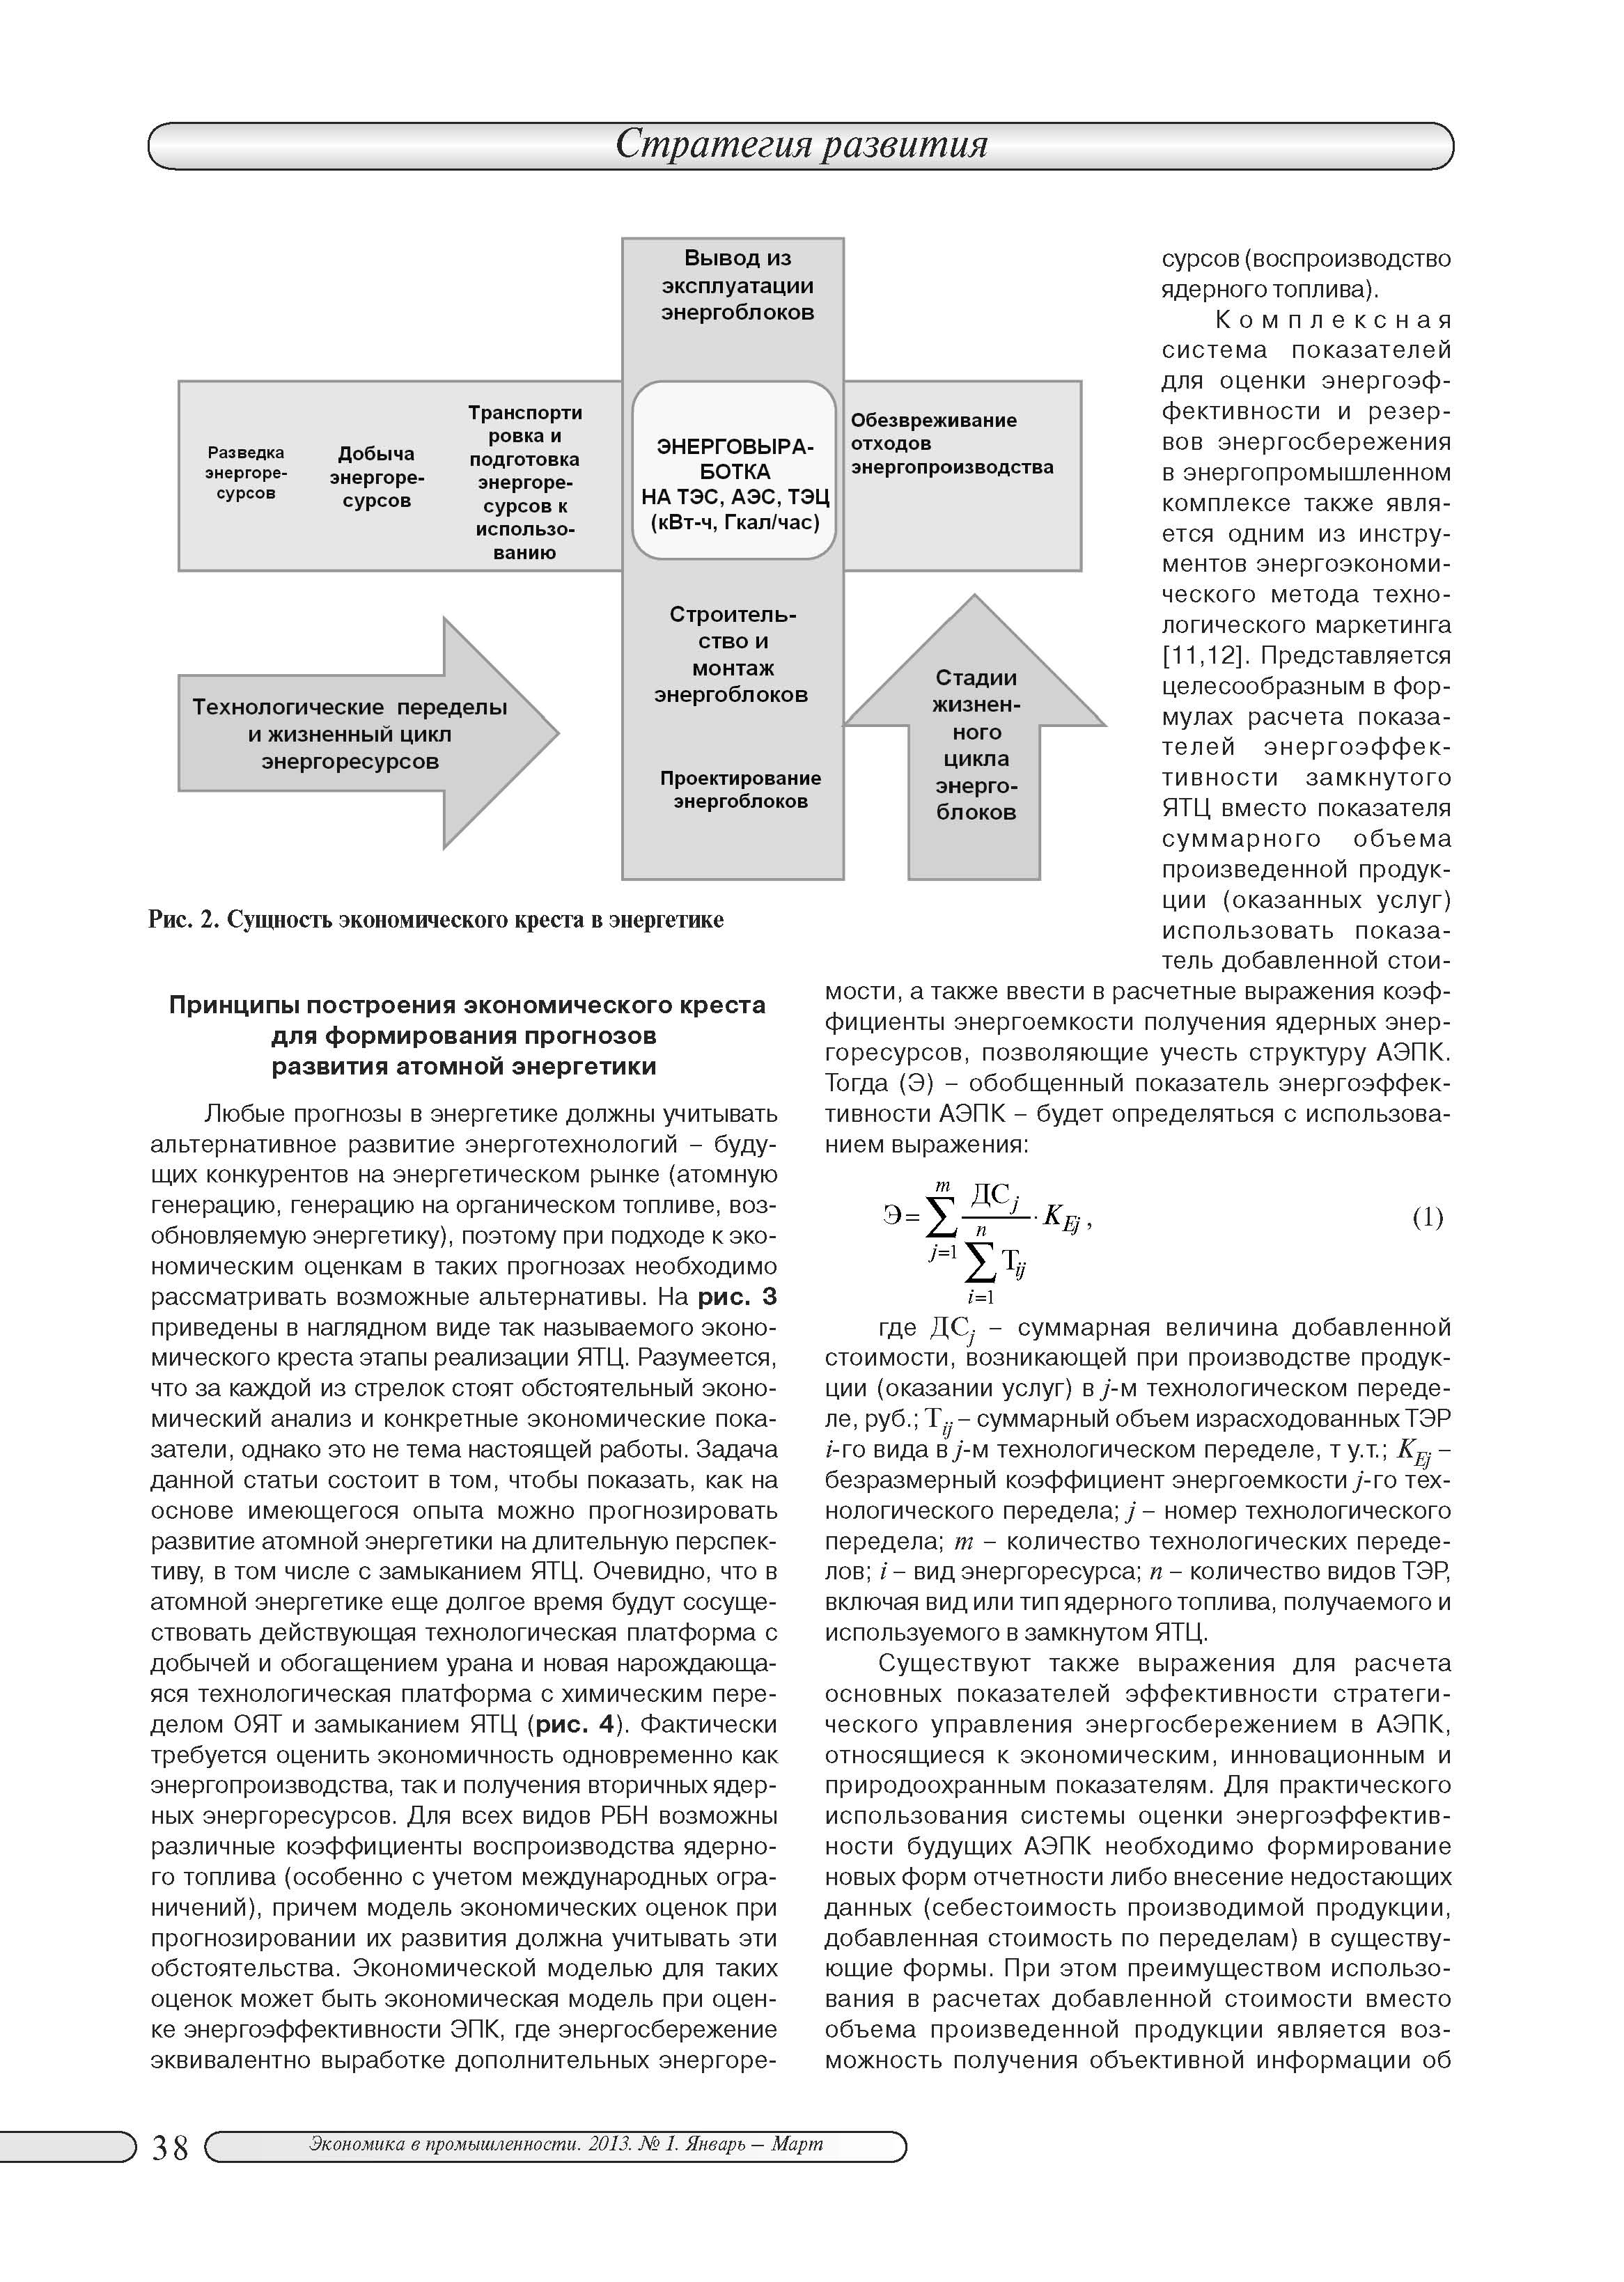 Стратегия развития
Вывод из
эксплуатации
энергоблоков
Разведка
энергоре-
сурсов
Добыча
энергоре-
сурсов
Транспорти
ровка и
подготовка
энергоре-
сурсов к
использо-
ванию
ЭНЕРГОВЫРА-
БОТКА
НА ТЭС, АЭС, ТЭЦ
(кВт-ч, Гкал/час)
Обезвреживание
отходов
энергопроизводства
Строитель-
ство и
монтаж
энергоблоков
Проектирование
энергоблоков
Технологические переделы
и жизненный цикл
энергоресурсов
Стадии
жизнен-
ного
цикла
энерго-
блоков
Рис. 2. Сущность экономического креста в энергетике
Принципы построения экономического креста
для формирования прогнозов
развития атомной энергетики
Любые прогнозы в энергетике должны учитывать
альтернативное развитие энерготехнологий – буду-
щих конкурентов на энергетическом рынке (атомную
генерацию, генерацию на органическом топливе, воз-
обновляемую энергетику), поэтому при подходе к эко-
номическим оценкам в таких прогнозах необходимо
рассматривать возможные альтернативы. На рис. 3
приведены в наглядном виде так называемого эконо-
мического креста этапы реализации ЯТЦ. Разумеется,
что за каждой из стрелок стоят обстоятельный эконо-
мический анализ и конкретные экономические пока-
затели, однако это не тема настоящей работы. Задача
данной статьи состоит в том, чтобы показать, как на
основе имеющегося опыта можно прогнозировать
развитие атомной энергетики на длительную перспек-
тиву, в том числе с замыканием ЯТЦ. Очевидно, что в
атомной энергетике еще долгое время будут сосуще-
ствовать действующая технологическая платформа с
добычей и обогащением урана и новая нарождающа-
яся технологическая платформа с химическим пере-
делом ОЯТ и замыканием ЯТЦ (рис. 4). Фактически
требуется оценить экономичность одновременно как
энергопроизводства, так и получения вторичных ядер-
ных энергоресурсов. Для всех видов РБН возможны
различные коэффициенты воспроизводства ядерно-
го топлива (особенно с учетом международных огра-
ничений), причем модель экономических оценок при
прогнозировании их развития должна учитывать эти
обстоятельства. Экономической моделью для таких
оценок может быть экономическая модель при оцен-
ке энергоэффективности ЭПК, где энергосбережение
эквивалентно выработке дополнительных энергоре-
сурсов (воспроизводство
ядерного топлива).
Комплексная
система показателей
для оценки энергоэф-
фективности и резер-
вов энергосбережения
в энергопромышленном
комплексе также явля-
ется одним из инстру-
ментов энергоэкономи-
ческого метода техно-
логического маркетинга
[11,12]. Представляется
целесообразным в фор-
мулах расчета показа-
телей энергоэффек-
тивности замкнутого
ЯТЦ вместо показателя
суммарного объема
произведенной продук-
ции (оказанных услуг)
использовать показа-
тель добавленной стои-
мости, а также ввести в расчетные выражения коэф-
фициенты энергоемкости получения ядерных энер-
горесурсов, позволяющие учесть структуру АЭПК.
Тогда (Э) – обобщенный показатель энергоэффек-
тивности АЭПК – будет определяться с использова-
нием выражения:
Э=∑_{j=1}^{m} ДС_j / ∑_{i=1}^{n} Т_{ij} · K_{Ej}, (1)
где ДС_j – суммарная величина добавленной
стоимости, возникающей при производстве продук-
ции (оказании услуг) в j-м технологическом переде-
ле, руб.; Т_{ij} – суммарный объем израсходованных ТЭР
i-го вида в j-м технологическом переделе, т у.т.; K_{Ej} –
безразмерный коэффициент энергоемкости j-го тех-
нологического передела; j – номер технологического
передела; m – количество технологических переде-
лов; i – вид энергоресурса; n – количество видов ТЭР,
включая вид или тип ядерного топлива, получаемого и
используемого в замкнутом ЯТЦ.
Существуют также выражения для расчета
основных показателей эффективности стратеги-
ческого управления энергосбережением в АЭПК,
относящиеся к экономическим, инновационным и
природоохранным показателям. Для практического
использования системы оценки энергоэффектив-
ности будущих АЭПК необходимо формирование
новых форм отчетности либо внесение недостающих
данных (себестоимость производимой продукции,
добавленная стоимость по переделам) в существу-
ющие формы. При этом преимуществом использо-
вания в расчетах добавленной стоимости вместо
объема произведенной продукции является воз-
можность получения объективной информации об
38 Экономика в промышленности. 2013. № 1. Январь – Март